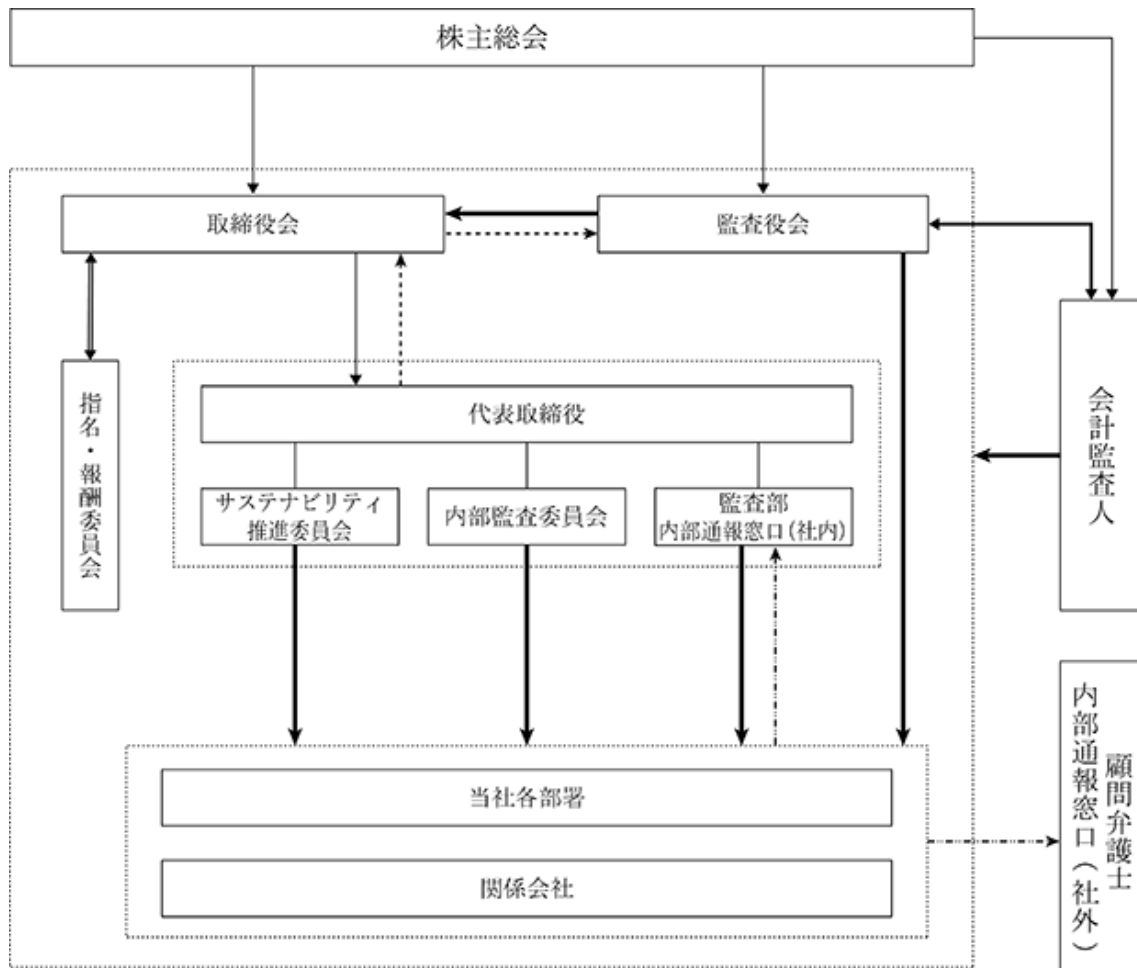 株主総会
取締役会
監査役会
指名・報酬委員会
代表取締役
サステナビリティ
推進委員会
内部監査委員会
監査部
内部通報窓口(社内)
会計監査人
当社各部署
関係会社
顧問弁護士
内部通報窓口(社外)